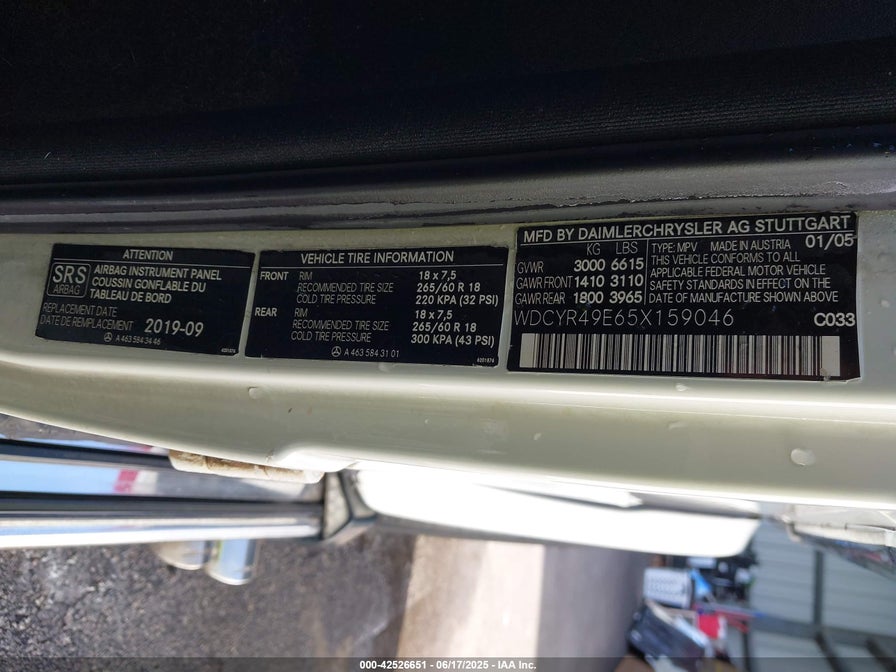 ATTENTION
SRS
AIRBAG
AIRBAG INSTRUMENT PANEL
COUSSIN GONFLABLE DU
TABLEAU DE BORD
REPLACEMENT DATE
DATE DE REMPLACEMENT 2019-09
A 463 584 34 46
6201876
VEHICLE TIRE INFORMATION
FRONT RIM 18 x 7,5
RECOMMENDED TIRE SIZE 265/60 R 18
COLD TIRE PRESSURE 220 KPA (32 PSI)
REAR RIM 18 x 7,5
RECOMMENDED TIRE SIZE 265/60 R 18
COLD TIRE PRESSURE 300 KPA (43 PSI)
A 463 584 31 01
6201876
MFD BY DAIMLERCHRYSLER AG STUTTGART
KG LBS
GVWR 3000 6615
GAWR FRONT 1410 3110
GAWR REAR 1800 3965
TYPE: MPV MADE IN AUSTRIA 01/05
THIS VEHICLE CONFORMS TO ALL
APPLICABLE FEDERAL MOTOR VEHICLE
SAFETY STANDARDS IN EFFECT ON THE
DATE OF MANUFACTURE SHOWN ABOVE
WDCYR49E65X159046 C033
000-42526651 - 06/17/2025 - IAA Inc.